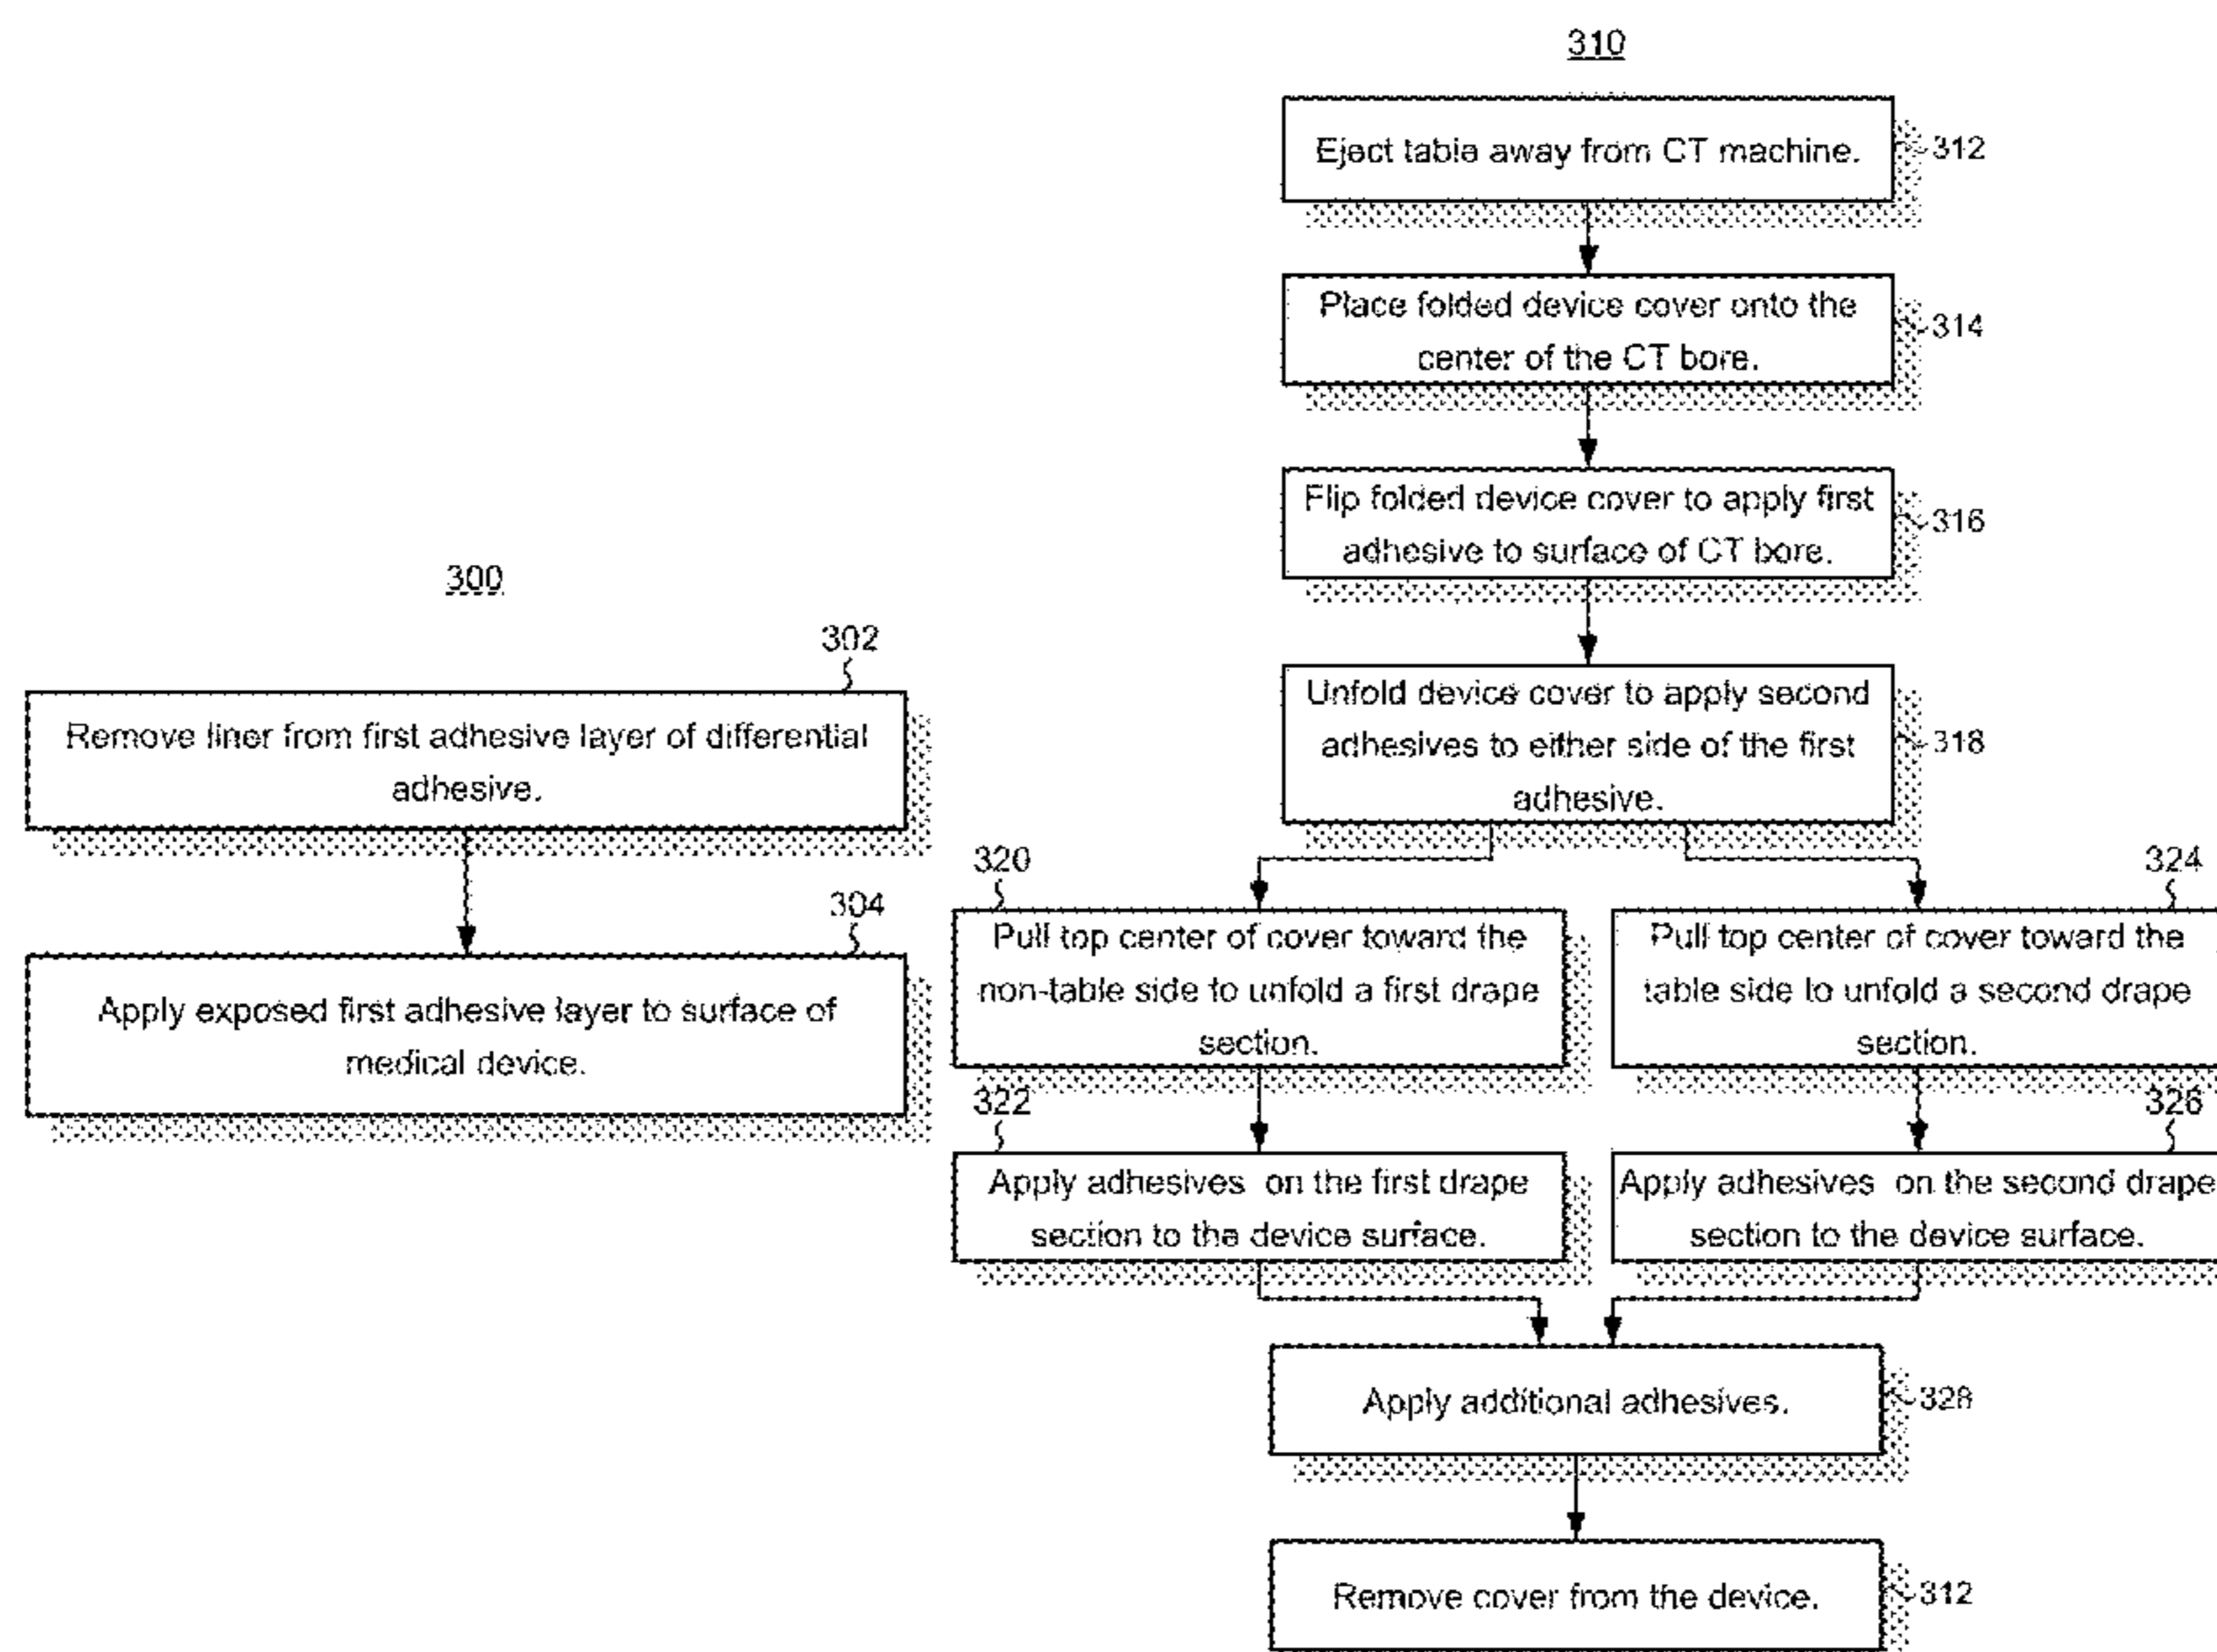 300
302
Remove liner from first adhesive layer of differential
adhesive.
304
Apply exposed first adhesive layer to surface of
medical device.
310
Eject table away from CT machine.
312
Place folded device cover onto the
center of the CT bore.
314
Flip folded device cover to apply first
adhesive to surface of CT bore.
316
Unfold device cover to apply second
adhesives to either side of the first
adhesive.
318
320
Pull top center of cover toward the
non-table side to unfold a first drape
section.
322
Apply adhesives on the first drape
section to the device surface.
324
Pull top center of cover toward the
table side to unfold a second drape
section.
326
Apply adhesives on the second drape
section to the device surface.
Apply additional adhesives.
328
Remove cover from the device.
312